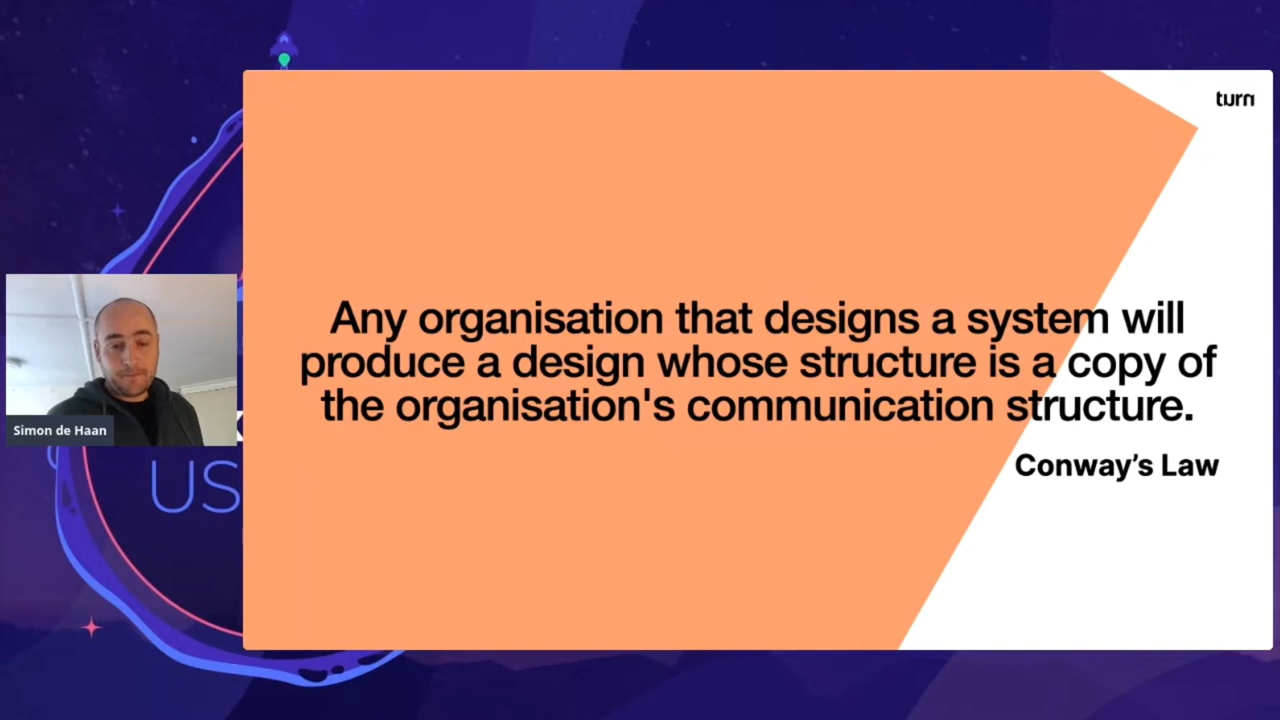 turn
Any organisation that designs a system will
produce a design whose structure is a copy of
the organisation's communication structure.
Conway’s Law
Simon de Haan
US